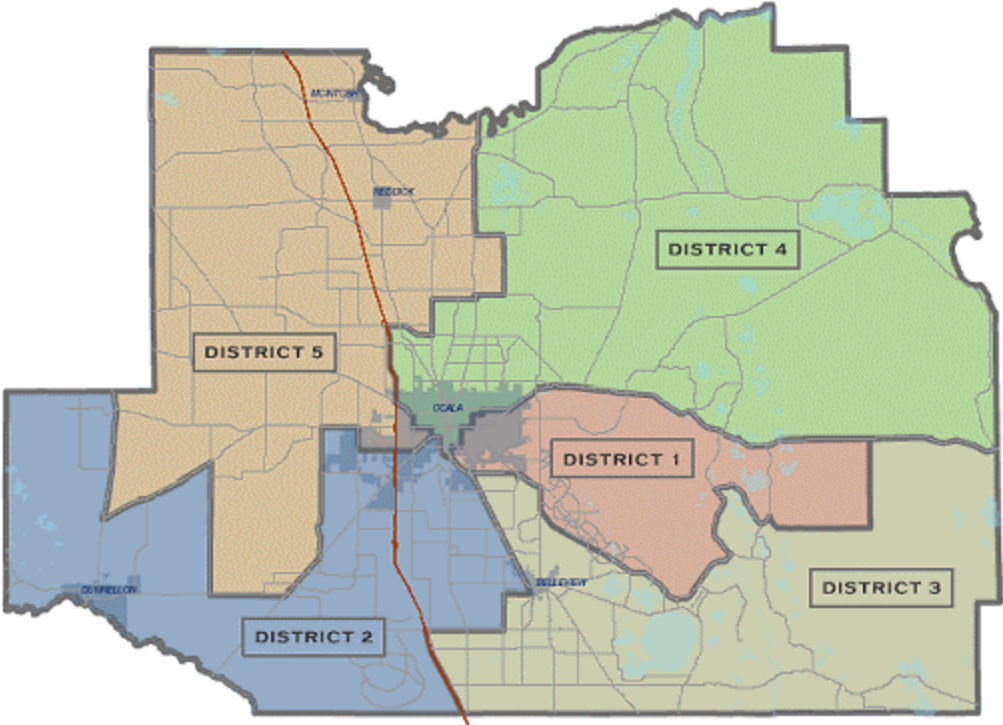 MCINTOSH
REDDICK
DISTRICT 4
DISTRICT 5
OCALA
DISTRICT 1
BELLEVIEW
DUNNELLON
DISTRICT 3
DISTRICT 2